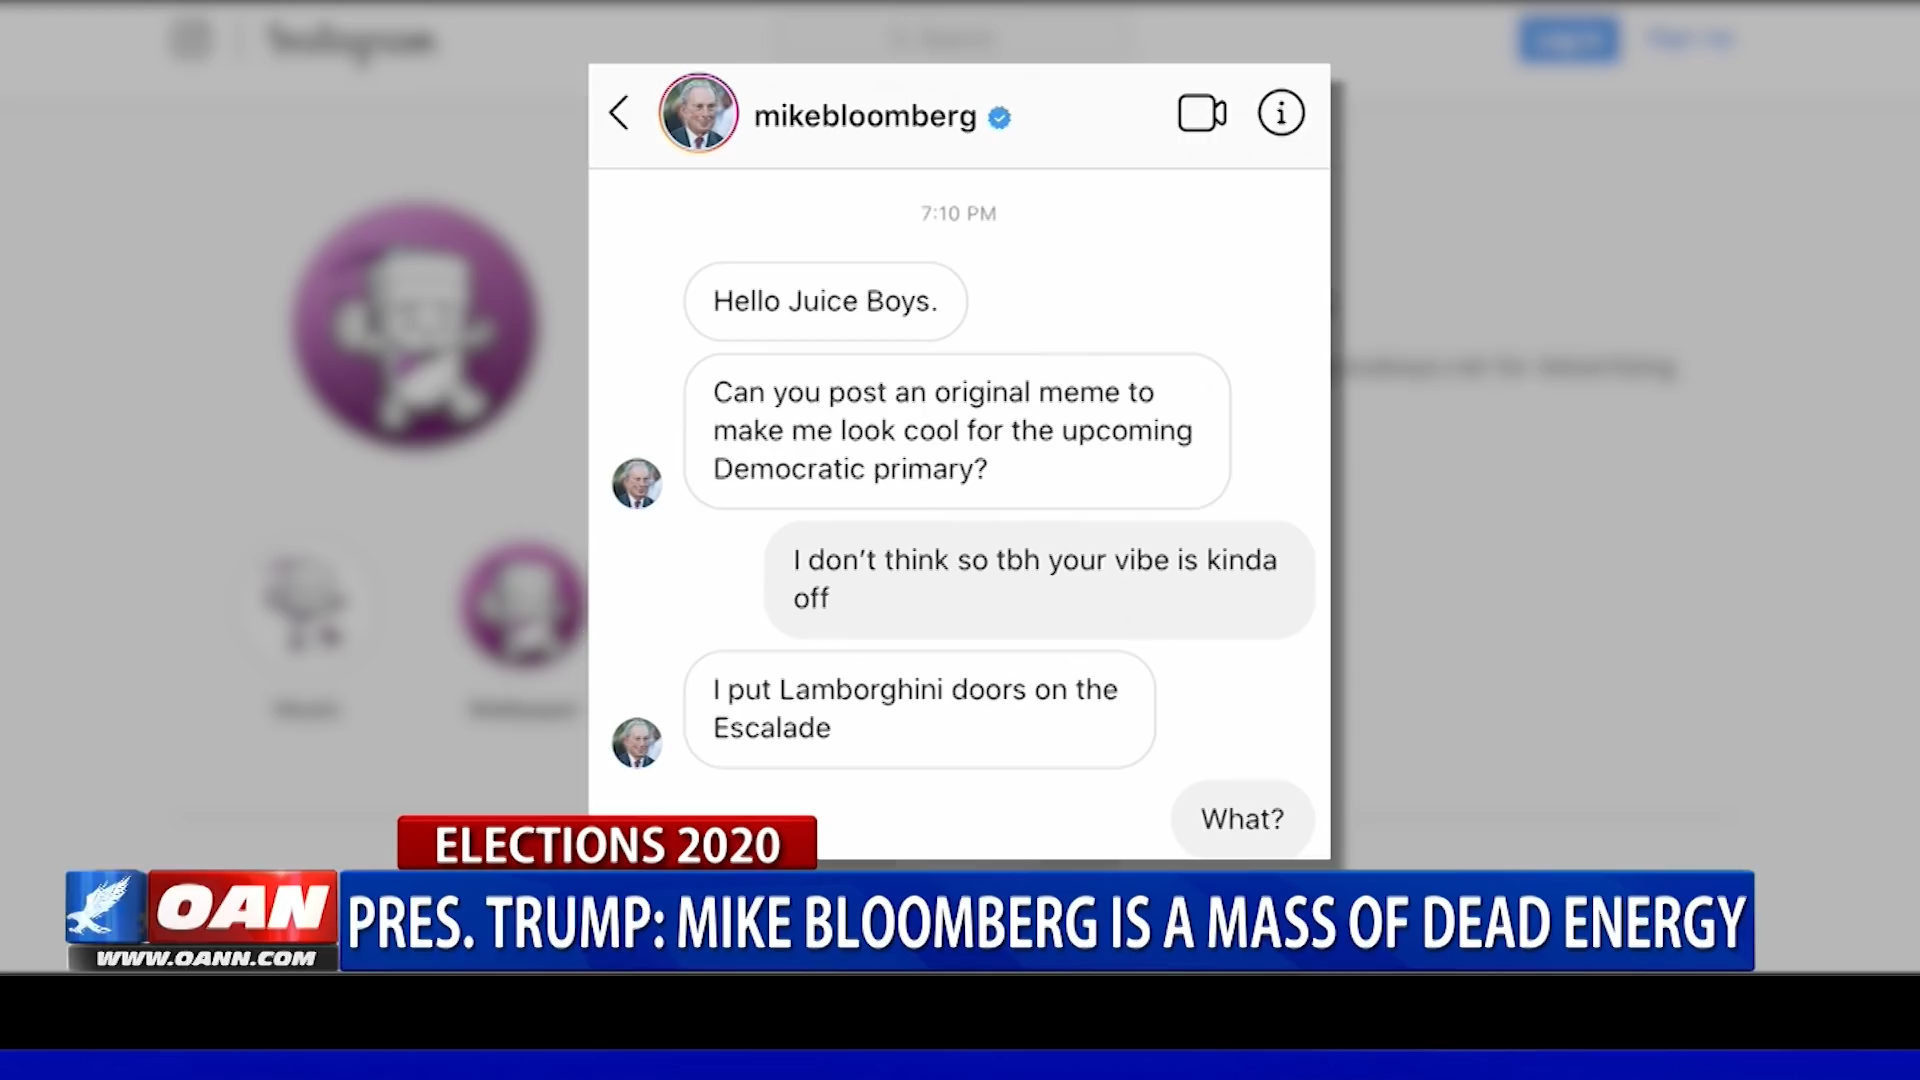 Instagram
mikebloomberg
7:10 PM
Hello Juice Boys.
Can you post an original meme to
make me look cool for the upcoming
Democratic primary?
I don't think so tbh your vibe is kinda
off
I put Lamborghini doors on the
Escalade
What?
ELECTIONS 2020
OAN
WWW.OANN.COM
PRES. TRUMP: MIKE BLOOMBERG IS A MASS OF DEAD ENERGY